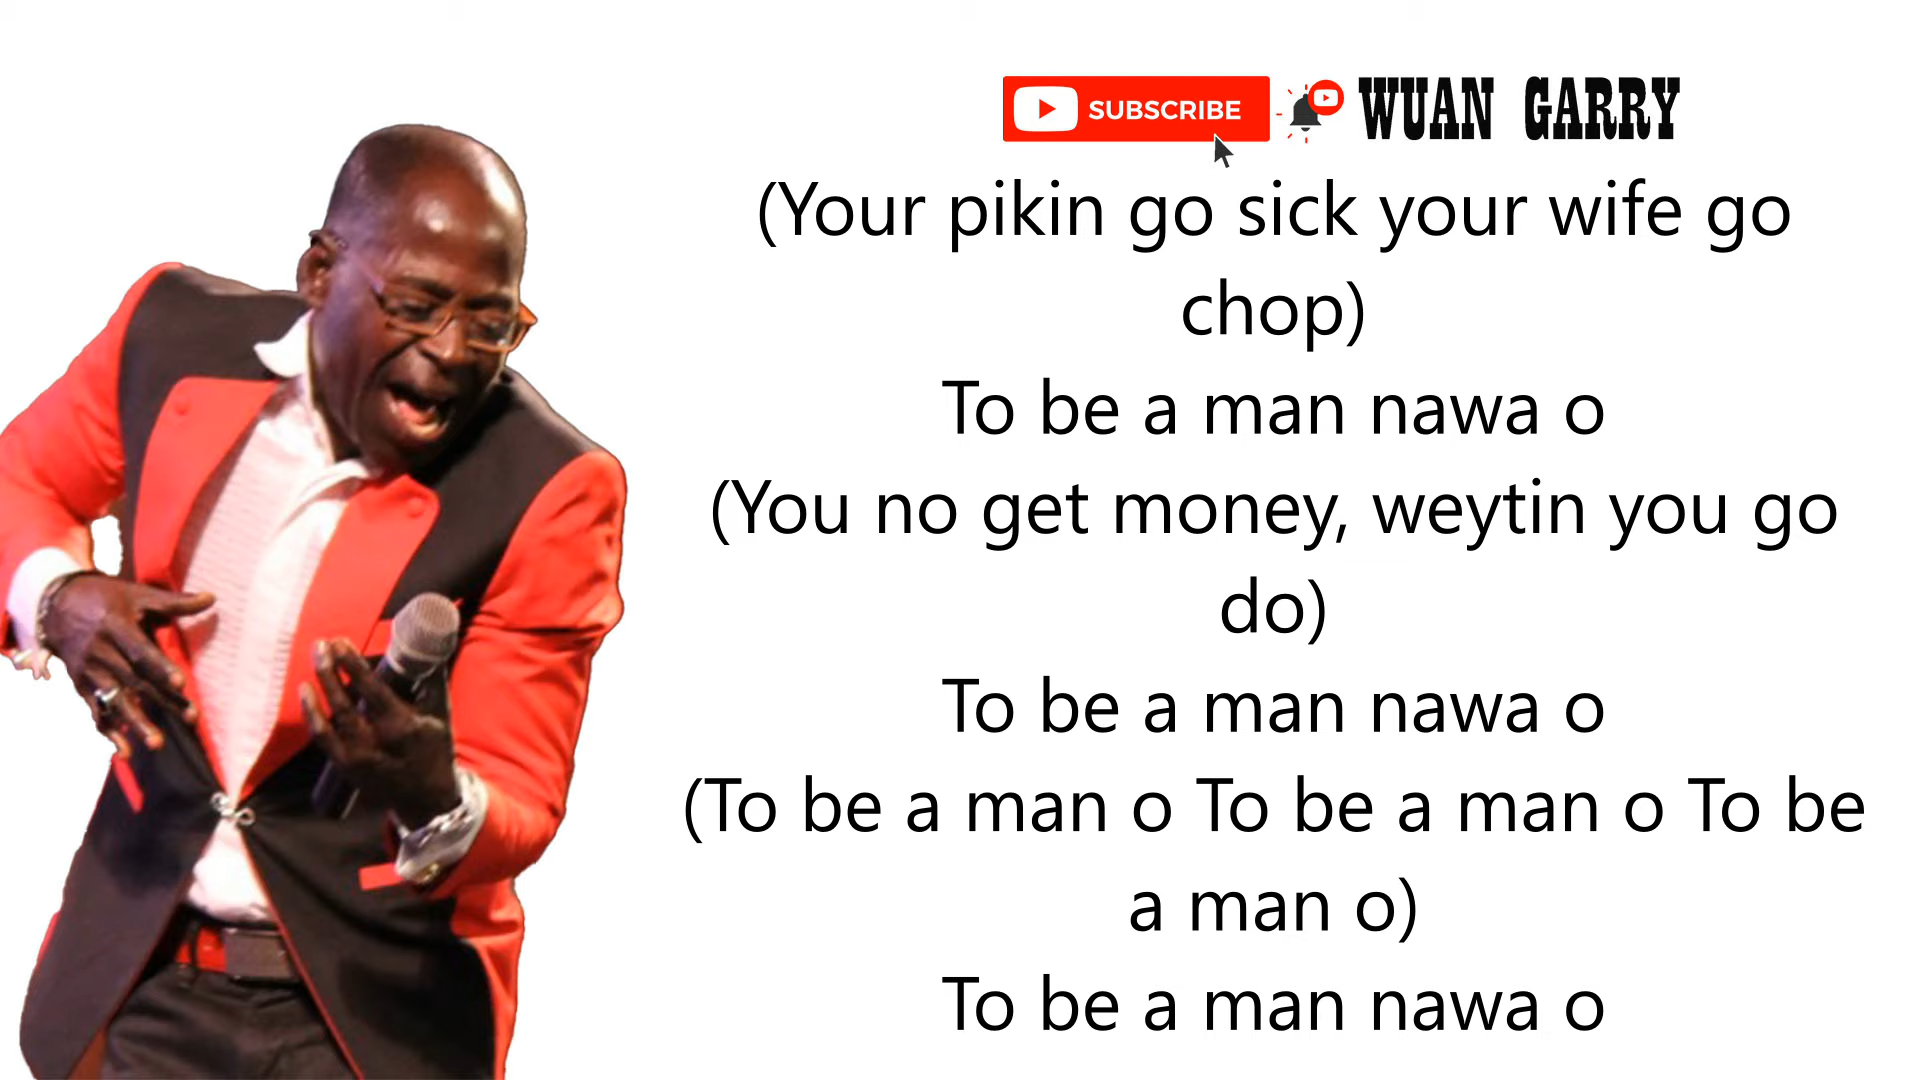 SUBSCRIBE WUAN GARRY
(Your pikin go sick your wife go
chop)
To be a man nawa o
(You no get money, weytin you go
do)
To be a man nawa o
(To be a man o To be a man o To be
a man o)
To be a man nawa o